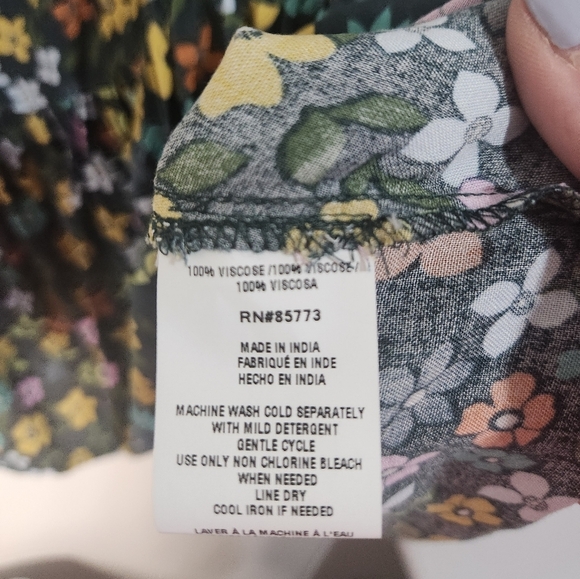 100% VISCOSE /100% VISCOSE /
100% VISCOSA
RN#85773
MADE IN INDIA
FABRIQUÉ EN INDE
HECHO EN INDIA
MACHINE WASH COLD SEPARATELY
WITH MILD DETERGENT
GENTLE CYCLE
USE ONLY NON CHLORINE BLEACH
WHEN NEEDED
LINE DRY
COOL IRON IF NEEDED
LAVER À LA MACHINE À L'EAU